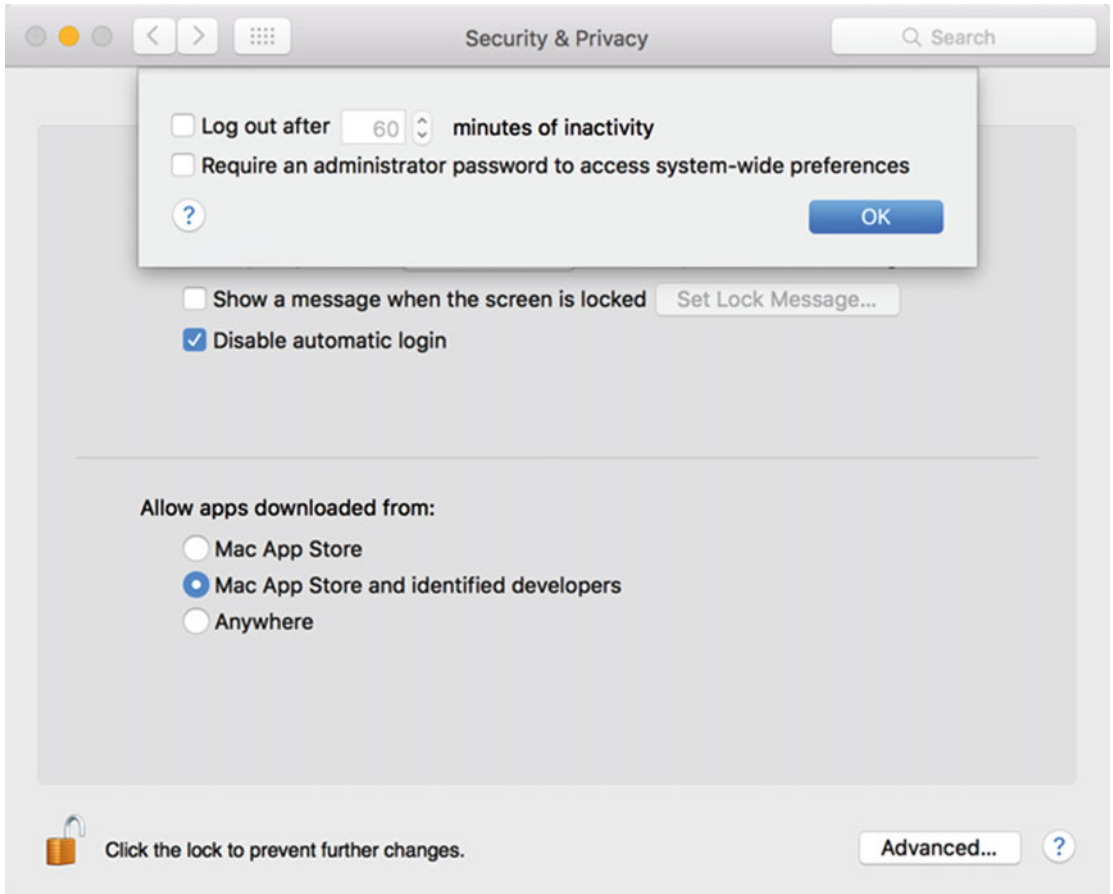 Security & Privacy
Search
Log out after 60 minutes of inactivity
Require an administrator password to access system-wide preferences
?
OK
Show a message when the screen is locked Set Lock Message...
Disable automatic login
Allow apps downloaded from:
Mac App Store
Mac App Store and identified developers
Anywhere
Click the lock to prevent further changes.
Advanced...
?